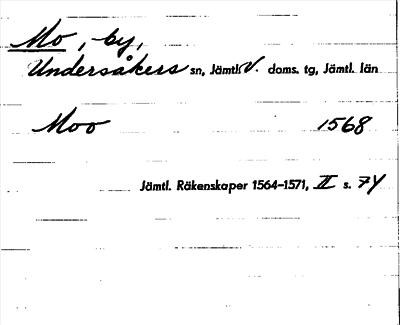 Mo, by,
Undersåkers sn, Jämtl. V. doms. tg, Jämtl. län
Moo 1568
Jämtl. Räkenskaper 1564–1571, II s. 74